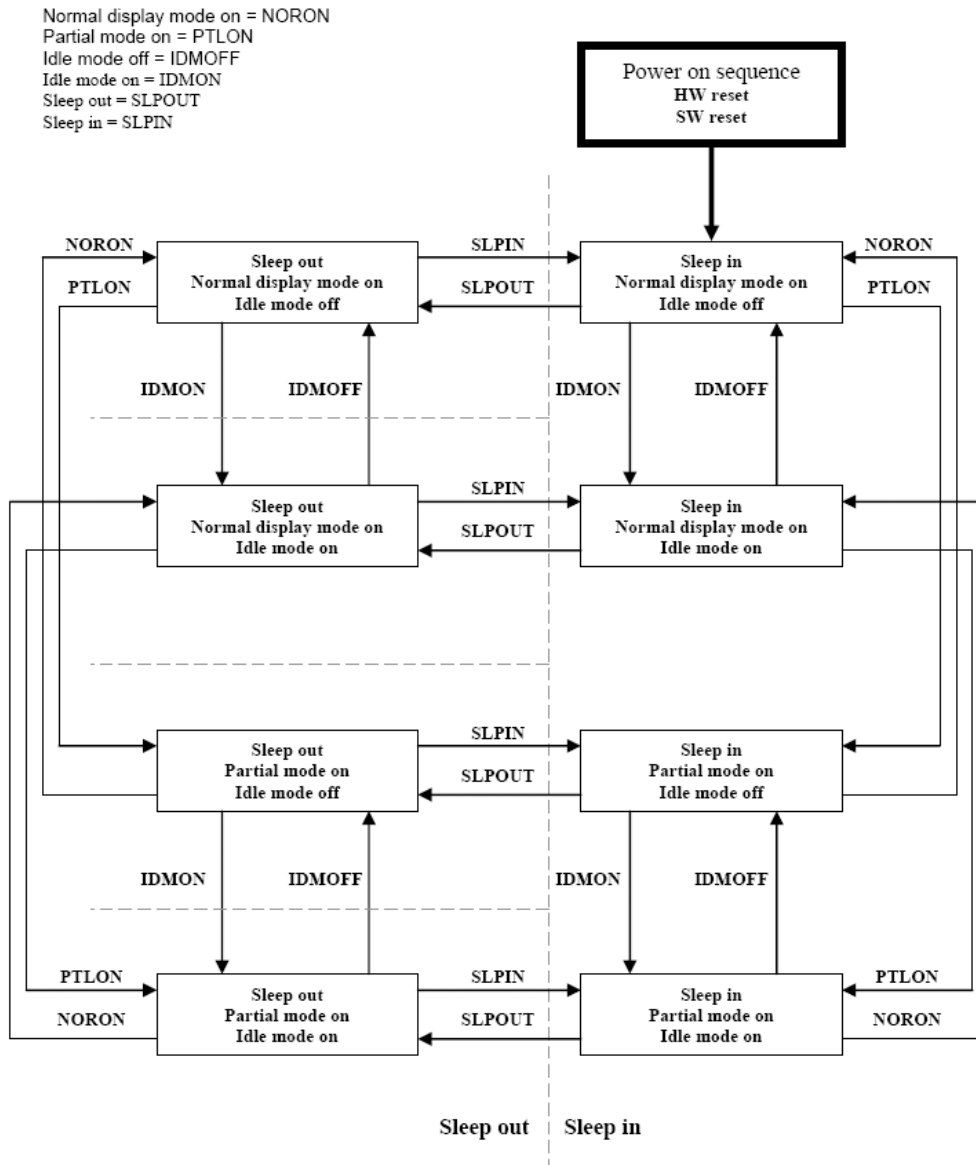 Normal display mode on = NORON
Partial mode on = PTLON
Idle mode off = IDMOFF
Idle mode on = IDMON
Sleep out = SLPOUT
Sleep in = SLPIN
Power on sequence
HW reset
SW reset
NORON
SLPIN
NORON
Sleep out
Normal display mode on
Idle mode off
Sleep in
Normal display mode on
Idle mode off
PTLON
SLPOUT
PTLON
IDMON
IDMOFF
IDMON
IDMOFF
SLPIN
Sleep out
Normal display mode on
Idle mode on
Sleep in
Normal display mode on
Idle mode on
SLPOUT
SLPIN
Sleep out
Partial mode on
Idle mode off
Sleep in
Partial mode on
Idle mode off
SLPOUT
IDMON
IDMOFF
IDMON
IDMOFF
PTLON
SLPIN
PTLON
Sleep out
Partial mode on
Idle mode on
Sleep in
Partial mode on
Idle mode on
NORON
SLPOUT
NORON
Sleep out
Sleep in